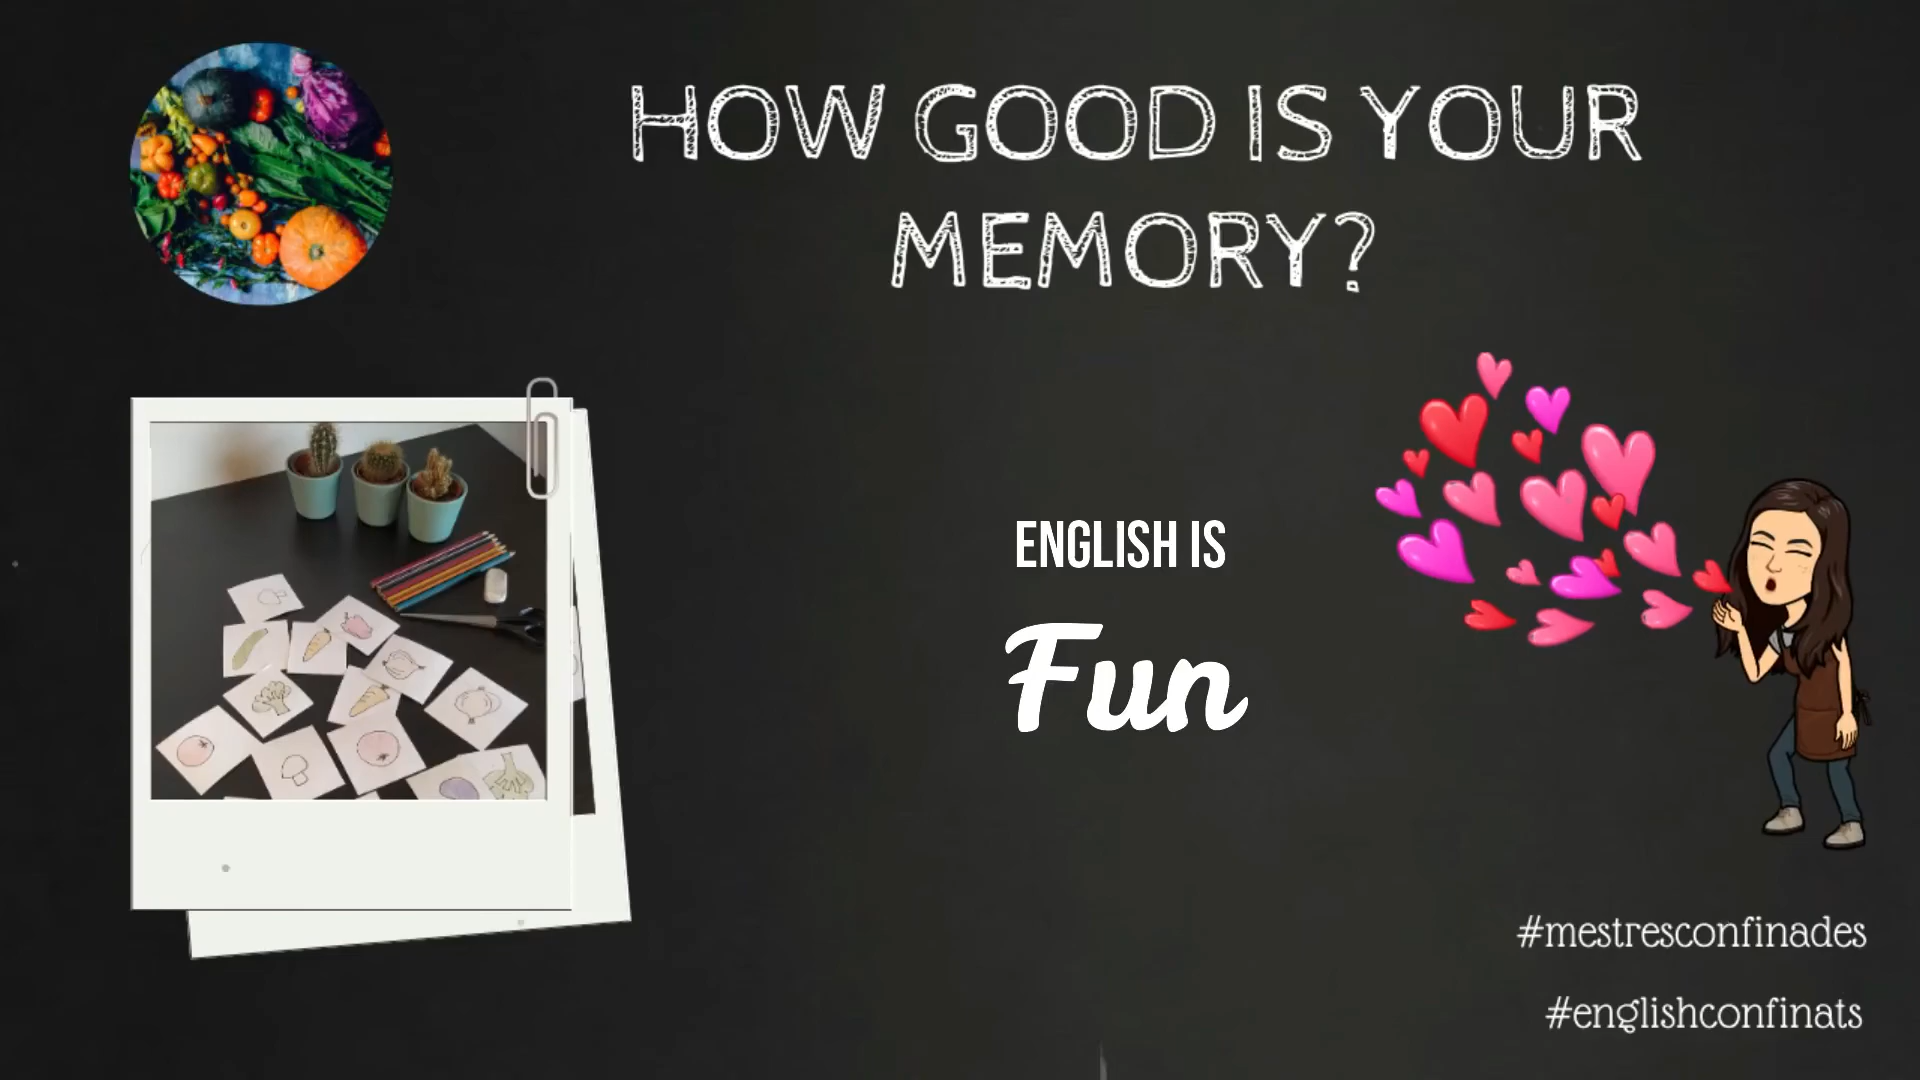 HOW GOOD IS YOUR
MEMORY?
ENGLISH IS
Fun
#mestresconfinades
#englishconfinats